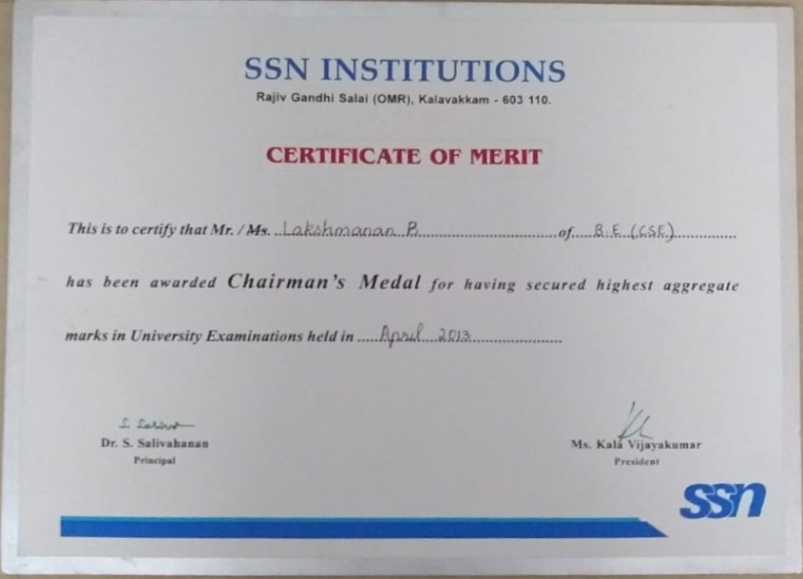 SSN INSTITUTIONS
Rajiv Gandhi Salai (OMR), Kalavakkam - 603 110.
CERTIFICATE OF MERIT
This is to certify that Mr. / Ms. Lakshmanan B of B.E (CSE)
has been awarded Chairman's Medal for having secured highest aggregate
marks in University Examinations held in April 2013
Dr. S. Salivahanan
Principal
Ms. Kala Vijayakumar
President
ssn